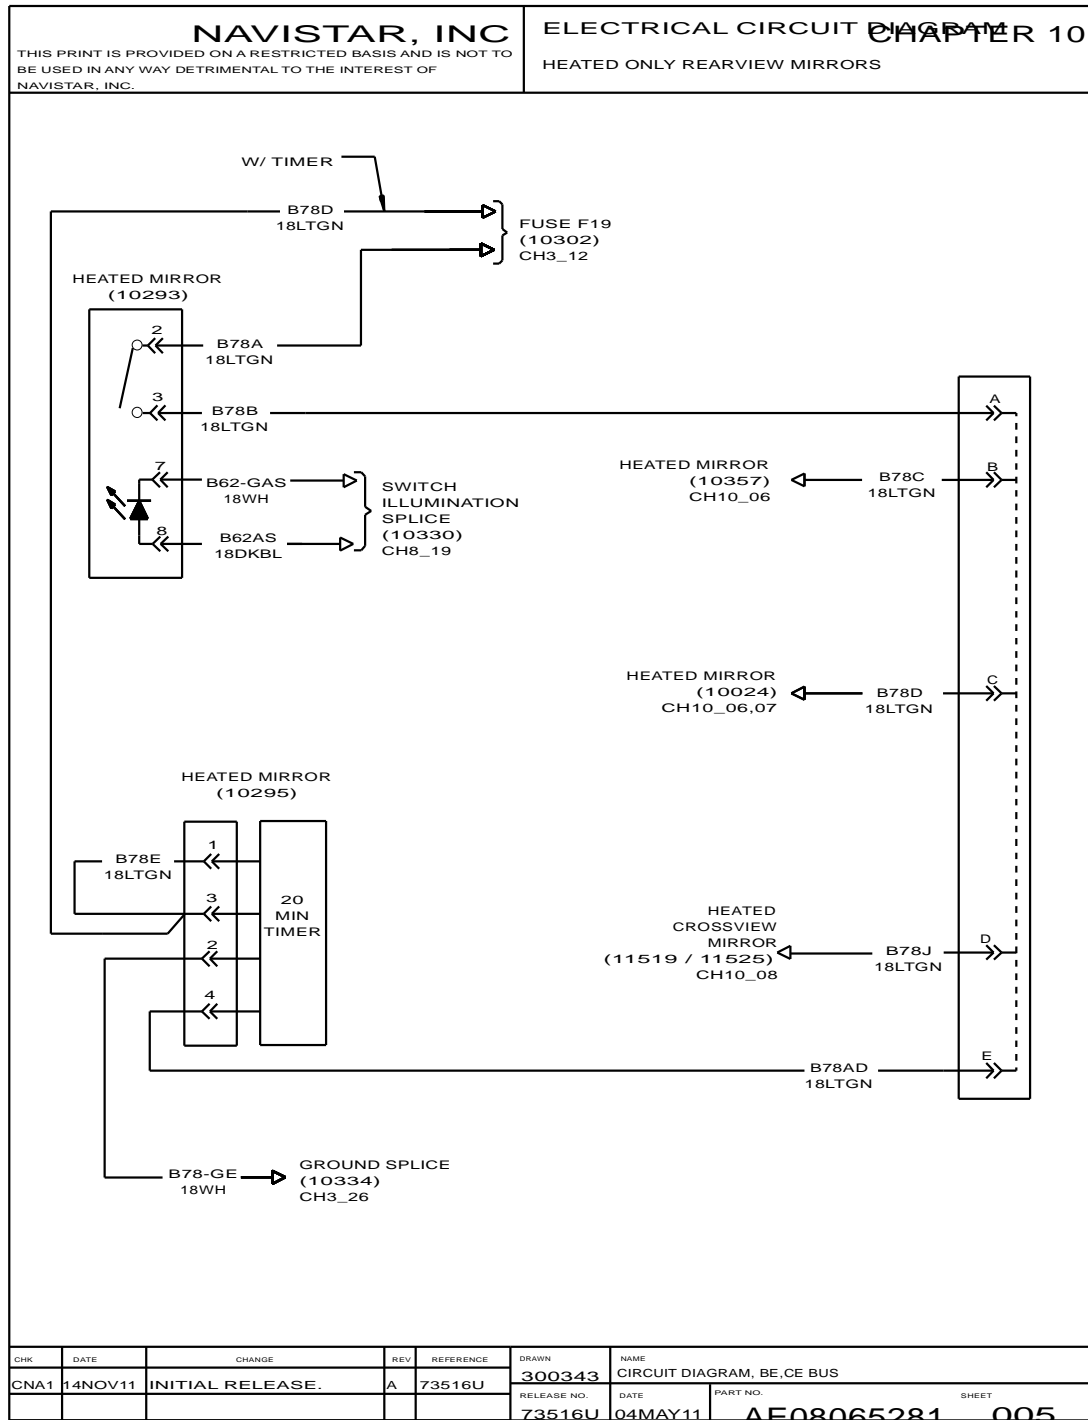 NAVISTAR, INC
THIS PRINT IS PROVIDED ON A RESTRICTED BASIS AND IS NOT TO
BE USED IN ANY WAY DETRIMENTAL TO THE INTEREST OF
NAVISTAR, INC.
ELECTRICAL CIRCUIT DIAGRAM
CHAPTER 10
HEATED ONLY REARVIEW MIRRORS
W/ TIMER
B78D
18LTGN
FUSE F19
(10302)
CH3_12
HEATED MIRROR
(10293)
2
B78A
18LTGN
3
B78B
18LTGN
A
7
B62-GAS
18WH
8
B62AS
18DKBL
SWITCH
ILLUMINATION
SPLICE
(10330)
CH8_19
HEATED MIRROR
(10357)
CH10_06
B78C
18LTGN
B
HEATED MIRROR
(10024)
CH10_06,07
B78D
18LTGN
C
HEATED MIRROR
(10295)
B78E
18LTGN
1
3
2
4
20
MIN
TIMER
HEATED
CROSSVIEW
MIRROR
(11519 / 11525)
CH10_08
B78J
18LTGN
D
B78AD
18LTGN
E
B78-GE
18WH
GROUND SPLICE
(10334)
CH3_26
CHK DATE CHANGE REV REFERENCE
CNA1 14NOV11 INITIAL RELEASE. A 73516U
DRAWN
300343
NAME
CIRCUIT DIAGRAM, BE,CE BUS
RELEASE NO.
73516U
DATE
04MAY11
PART NO.
AE08065281
SHEET
005